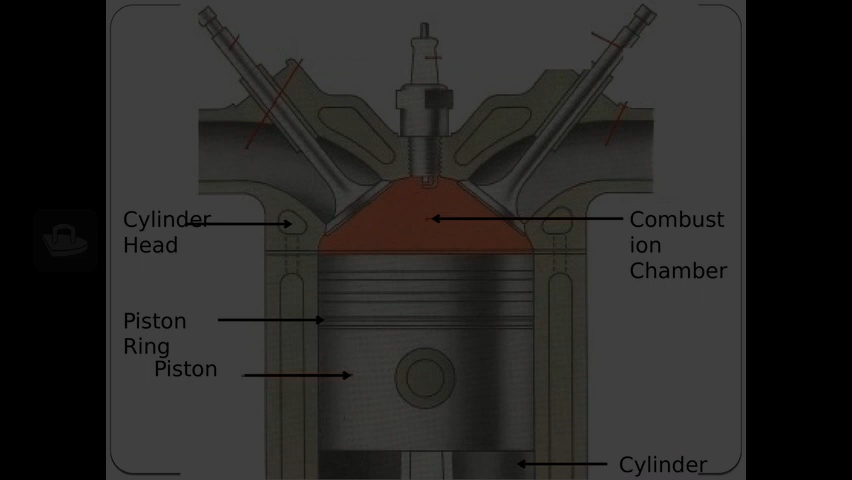 Cylinder
Head
Combust
ion
Chamber
Piston
Ring
Piston
Cylinder